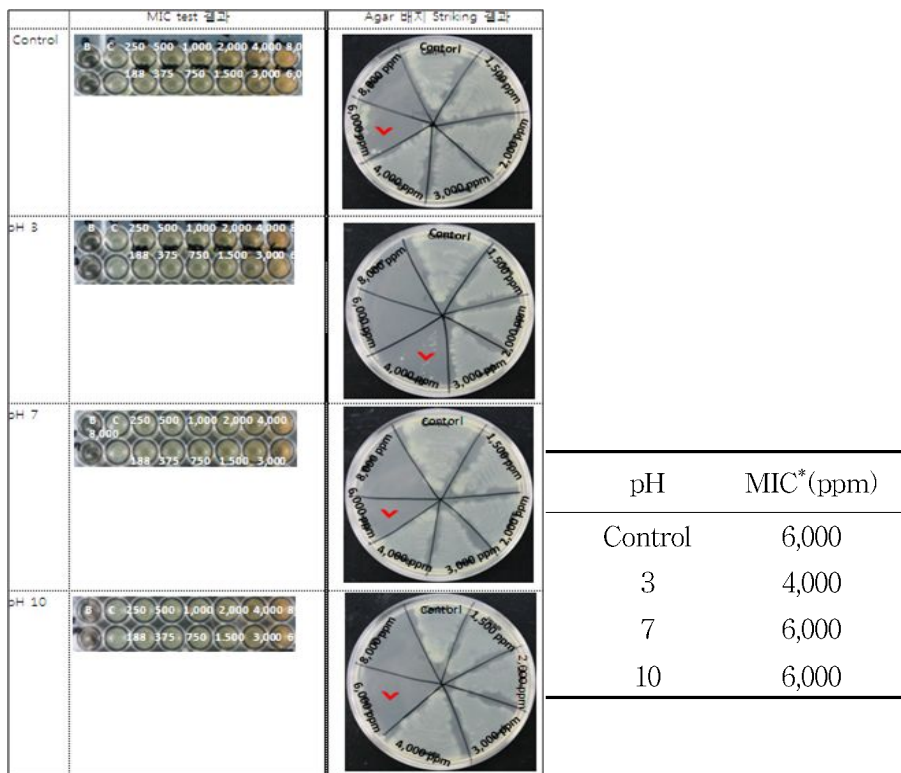 MIC test 결과
Agar 배지 Striking 결과
Control
B C 250 500 1,000 2,000 4,000 8,0
188 375 750 1,500 3,000 6,0
Contorl
1,500 ppm
2,000 ppm
3,000 ppm
4,000 ppm
6,000 ppm
8,000 ppm
pH 3
B C 250 500 1,000 2,000 4,000 8
188 375 750 1.500 3,000 6
Contorl
1,500 ppm
2,000 ppm
3,000 ppm
4,000 ppm
6,000 ppm
8,000 ppm
pH 7
B C 250 500 1,000 2,000 4,000
8,000
188 375 750 1.500 3,000
Contorl
1,500 ppm
2,000 ppm
3,000 ppm
4,000 ppm
6,000 ppm
8,000 ppm
pH 10
B C 250 500 1,000 2,000 4,000 8
188 375 750 1.500 3,000 6
Contorl
1,500 ppm
2,000 ppm
3,000 ppm
4,000 ppm
6,000 ppm
8,000 ppm
pH MIC*(ppm)
Control 6,000
3 4,000
7 6,000
10 6,000